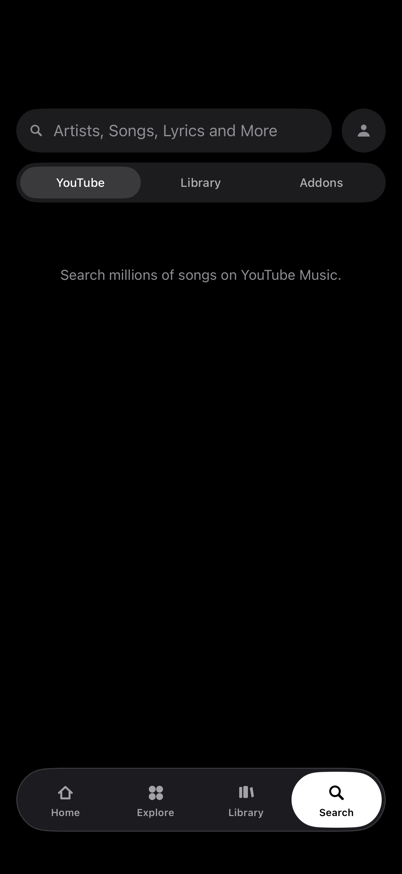 Artists, Songs, Lyrics and More
YouTube Library Addons
Search millions of songs on YouTube Music.
Home Explore Library Search